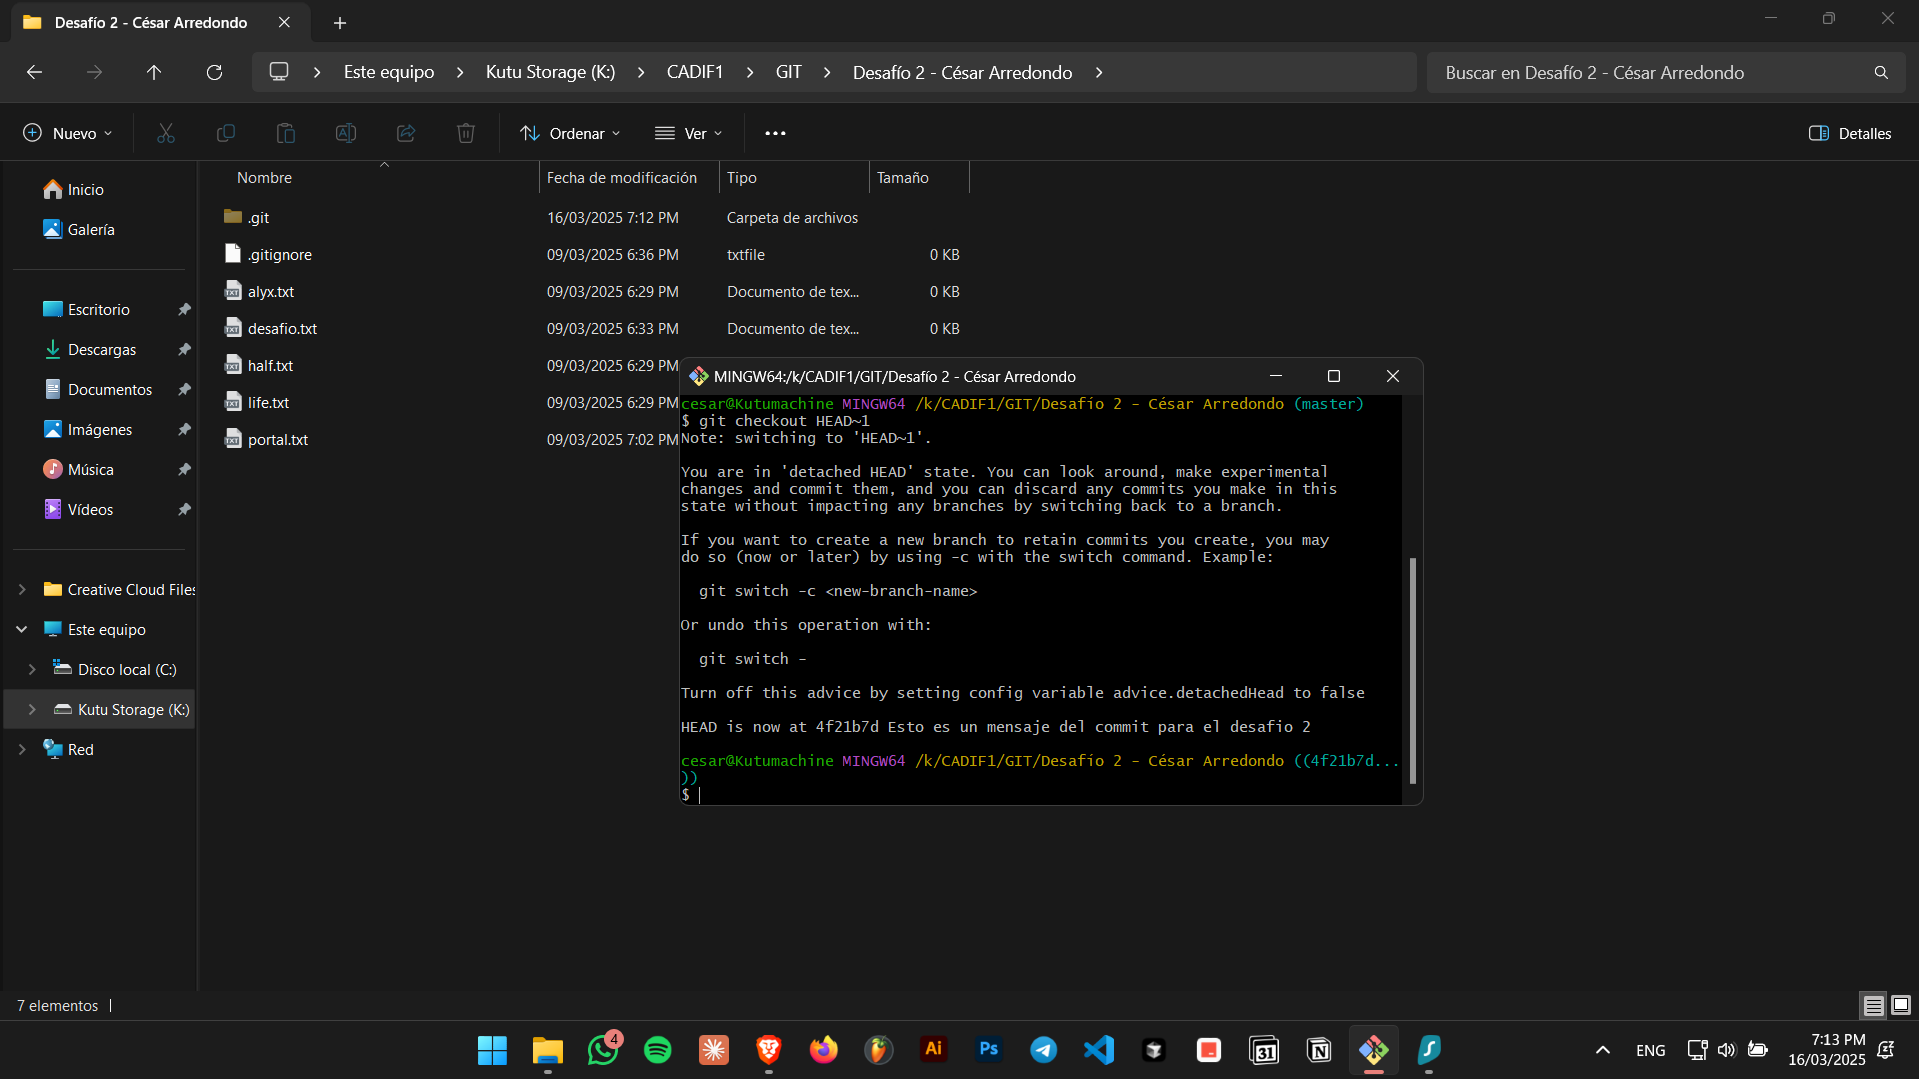 Desafío 2 - César Arredondo
Este equipo
Kutu Storage (K:)
CADIF1
GIT
Desafío 2 - César Arredondo
Buscar en Desafío 2 - César Arredondo
Nuevo
Ordenar
Ver
Detalles
Inicio
Galería
Escritorio
Descargas
Documentos
Imágenes
Música
Vídeos
Creative Cloud Files
Este equipo
Disco local (C:)
Kutu Storage (K:)
Red
Nombre Fecha de modificación Tipo Tamaño
.git 16/03/2025 7:12 PM Carpeta de archivos
.gitignore 09/03/2025 6:36 PM txtfile 0 KB
alyx.txt 09/03/2025 6:29 PM Documento de tex... 0 KB
desafio.txt 09/03/2025 6:33 PM Documento de tex... 0 KB
half.txt 09/03/2025 6:29 PM
life.txt 09/03/2025 6:29 PM
portal.txt 09/03/2025 7:02 PM
MINGW64:/k/CADIF1/GIT/Desafío 2 - César Arredondo
cesar@Kutumachine MINGW64 /k/CADIF1/GIT/Desafío 2 - César Arredondo (master)
$ git checkout HEAD~1
Note: switching to 'HEAD~1'.
You are in 'detached HEAD' state. You can look around, make experimental
changes and commit them, and you can discard any commits you make in this
state without impacting any branches by switching back to a branch.
If you want to create a new branch to retain commits you create, you may
do so (now or later) by using -c with the switch command. Example:
git switch -c <new-branch-name>
Or undo this operation with:
git switch -
Turn off this advice by setting config variable advice.detachedHead to false
HEAD is now at 4f21b7d Esto es un mensaje del commit para el desafio 2
cesar@Kutumachine MINGW64 /k/CADIF1/GIT/Desafío 2 - César Arredondo ((4f21b7d...
))
$
7 elementos
4
Ai
Ps
31
ENG
7:13 PM
16/03/2025